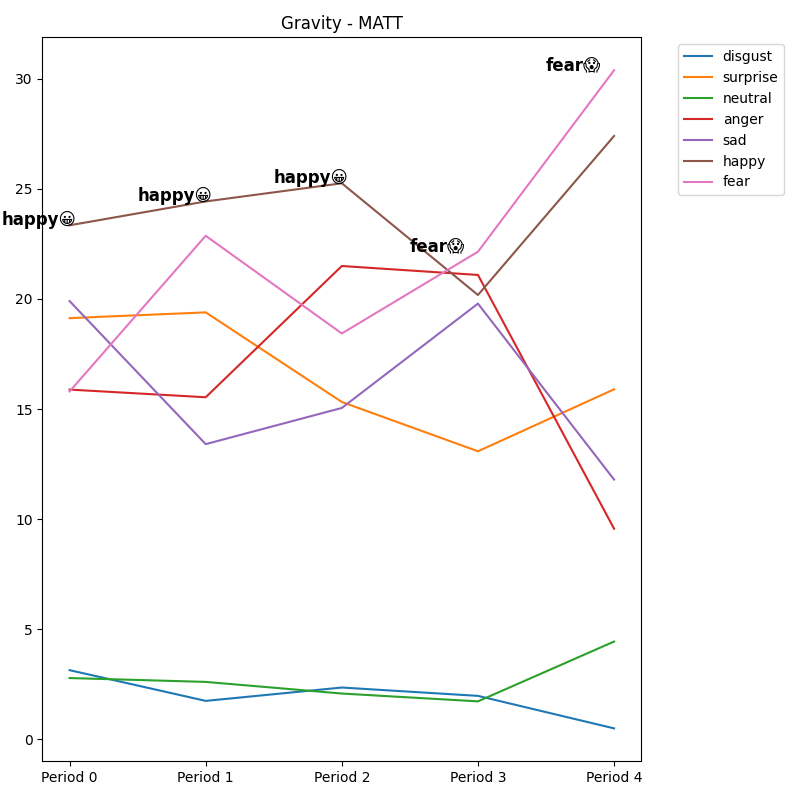 Gravity - MATT
disgust
surprise
neutral
anger
sad
happy
fear
fear😱
happy😀
happy😀
happy😀
fear😱
30
25
20
15
10
5
0
Period 0
Period 1
Period 2
Period 3
Period 4